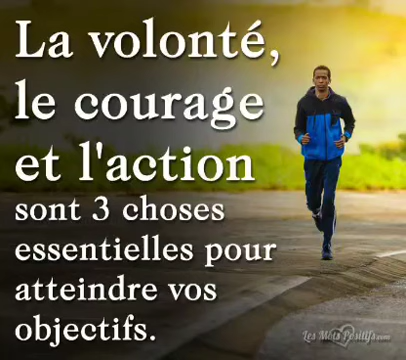 La volonté,
le courage
et l'action
sont 3 choses
essentielles pour
atteindre vos
objectifs.
Les Mots Positifs.com